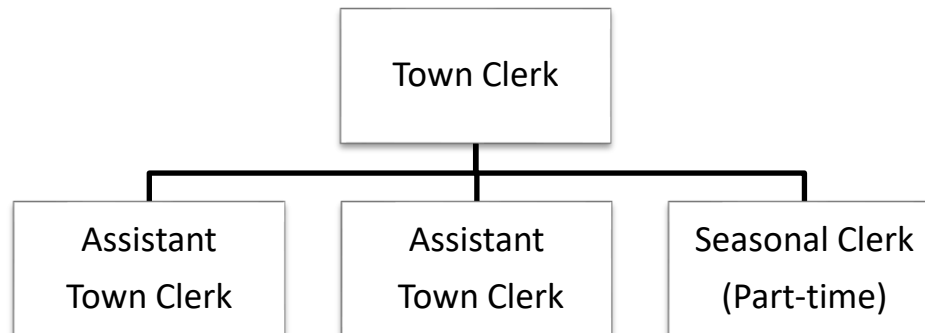 Town Clerk
Assistant
Town Clerk
Assistant
Town Clerk
Seasonal Clerk
(Part-time)